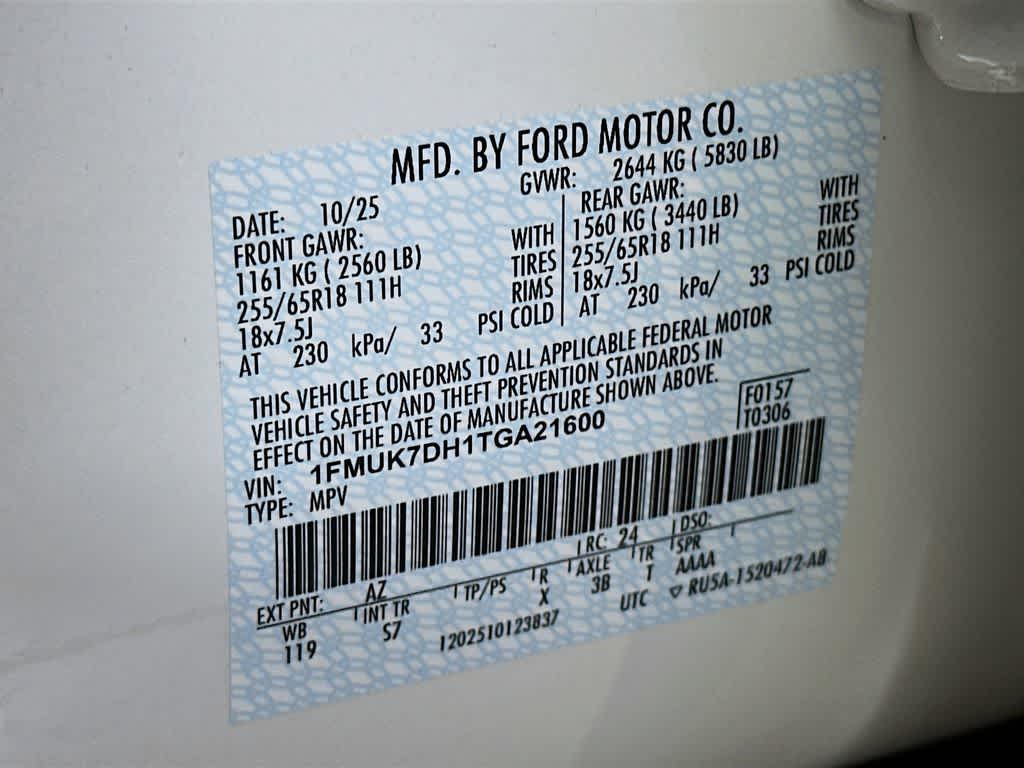 MFD. BY FORD MOTOR CO.
DATE: 10/25 GVWR: 2644 KG ( 5830 LB)
FRONT GAWR: REAR GAWR:
1161 KG ( 2560 LB) WITH 1560 KG ( 3440 LB) WITH
255/65R18 111H TIRES 255/65R18 111H TIRES
18x7.5J RIMS 18x7.5J RIMS
AT 230 kPa/ 33 PSI COLD AT 230 kPa/ 33 PSI COLD
THIS VEHICLE CONFORMS TO ALL APPLICABLE FEDERAL MOTOR
VEHICLE SAFETY AND THEFT PREVENTION STANDARDS IN
EFFECT ON THE DATE OF MANUFACTURE SHOWN ABOVE.
VIN: 1FMUK7DH1TGA21600 F0157
TYPE: MPV T0306
EXT PNT: AZ RC: 24 DSO:
WB INT TR TP/PS R AXLE TR SPR
119 S7 X 3B T AAAA
1202510123837 UTC ▽ RU5A-1520472-AB